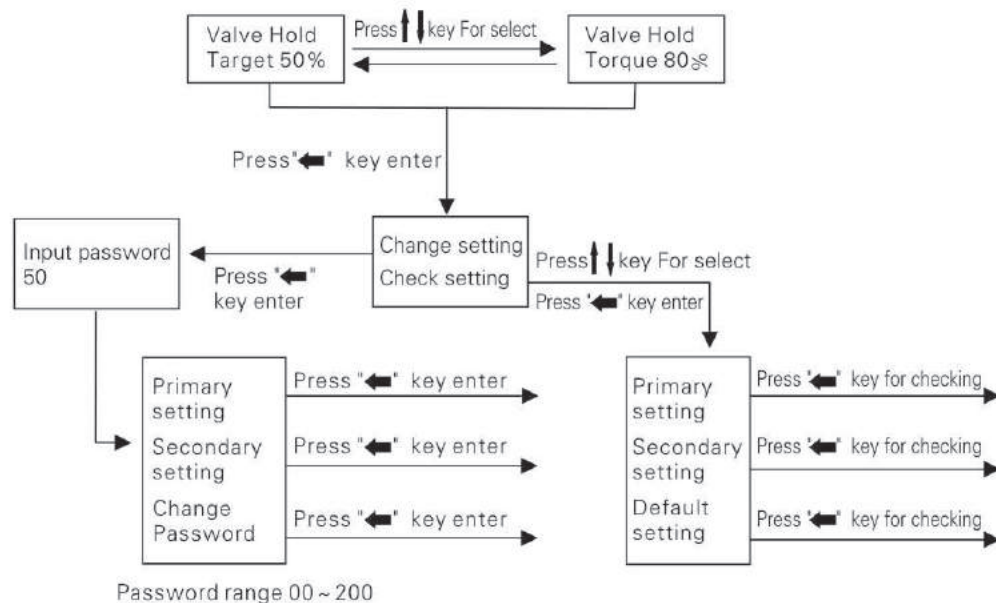 Valve Hold
Target 50%
Press ↑ ↓ key For select
Valve Hold
Torque 80%
Press "←" key enter
Input password
50
Change setting
Check setting
Press "←"
key enter
Press ↑ ↓ key For select
Press "←" key enter
Primary
setting
Secondary
setting
Change
Password
Press "←" key enter
Press "←" key enter
Press "←" key enter
Primary
setting
Secondary
setting
Default
setting
Press "←" key for checking
Press "←" key for checking
Press "←" key for checking
Password range 00 ~ 200